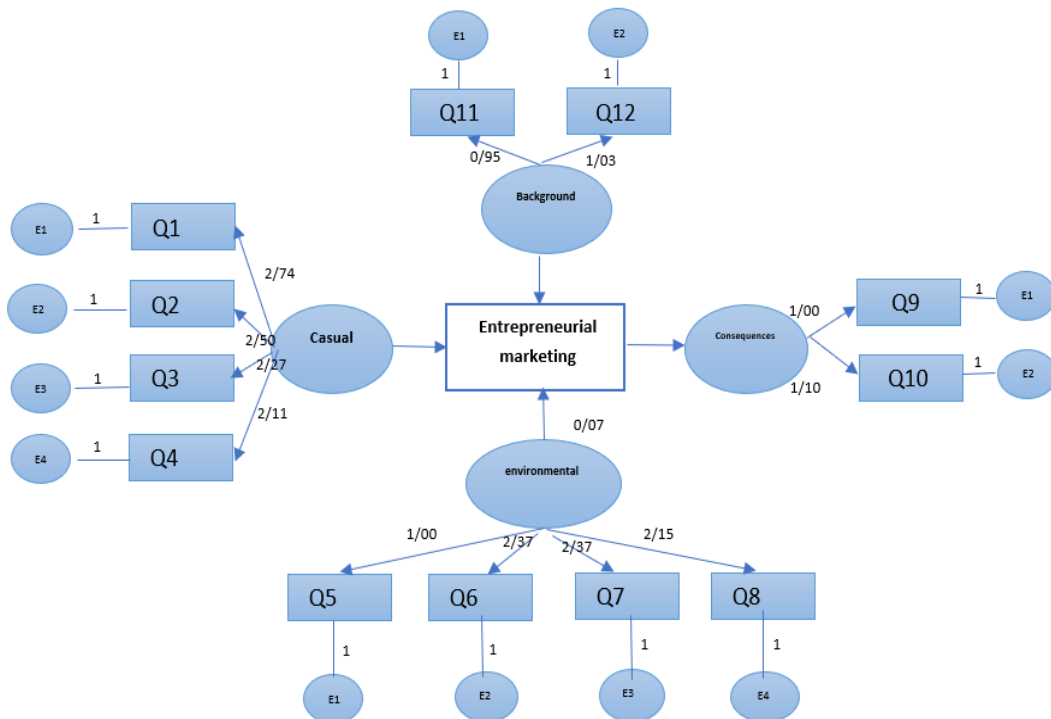 E1
E2
1
1
Q11
Q12
0/95
1/03
Background
E1
1
Q1
2/74
E2
1
Q2
2/50
E3
1
Q3
2/27
E4
1
Q4
2/11
Casual
Entrepreneurial
marketing
Consequences
1/00
Q9
1
E1
1/10
Q10
1
E2
0/07
environmental
1/00
2/37
2/37
2/15
Q5
Q6
Q7
Q8
1
1
1
1
E1
E2
E3
E4